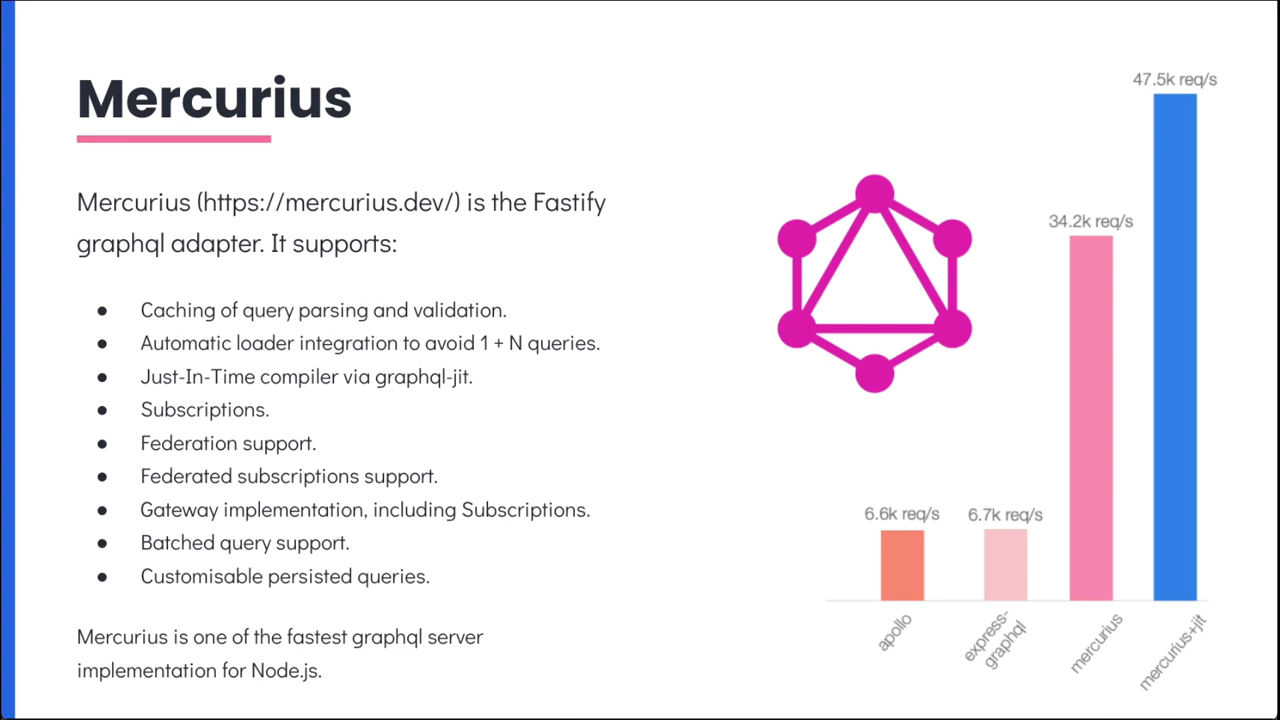 Mercurius
Mercurius (https://mercurius.dev/) is the Fastify
graphql adapter. It supports:
● Caching of query parsing and validation.
● Automatic loader integration to avoid 1 + N queries.
● Just-In-Time compiler via graphql-jit.
● Subscriptions.
● Federation support.
● Federated subscriptions support.
● Gateway implementation, including Subscriptions.
● Batched query support.
● Customisable persisted queries.
Mercurius is one of the fastest graphql server
implementation for Node.js.
47.5k req/s
34.2k req/s
6.6k req/s
6.7k req/s
apollo
express-
graphql
mercurius
mercurius+jit